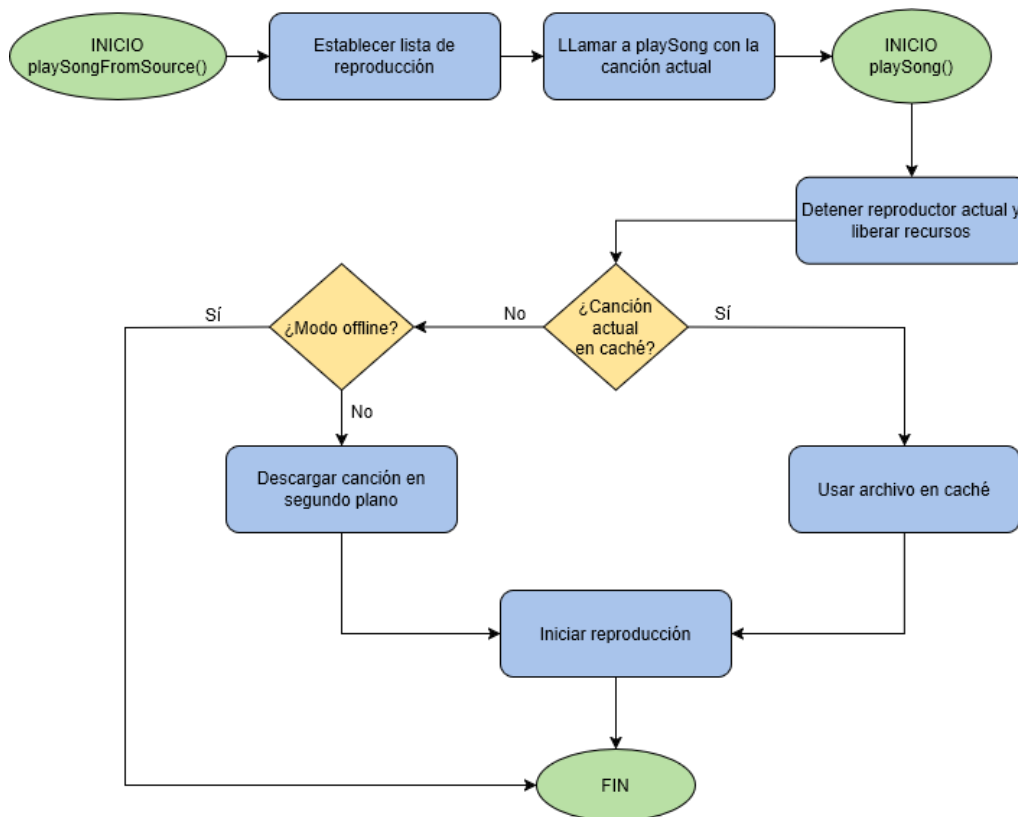 INICIO
playSongFromSource()
Establecer lista de
reproducción
LLamar a playSong con la
canción actual
INICIO
playSong()
Detener reproductor actual y
liberar recursos
¿Canción
actual
en caché?
Sí
No
¿Modo offline?
Sí
No
Descargar canción en
segundo plano
Usar archivo en caché
Iniciar reproducción
FIN